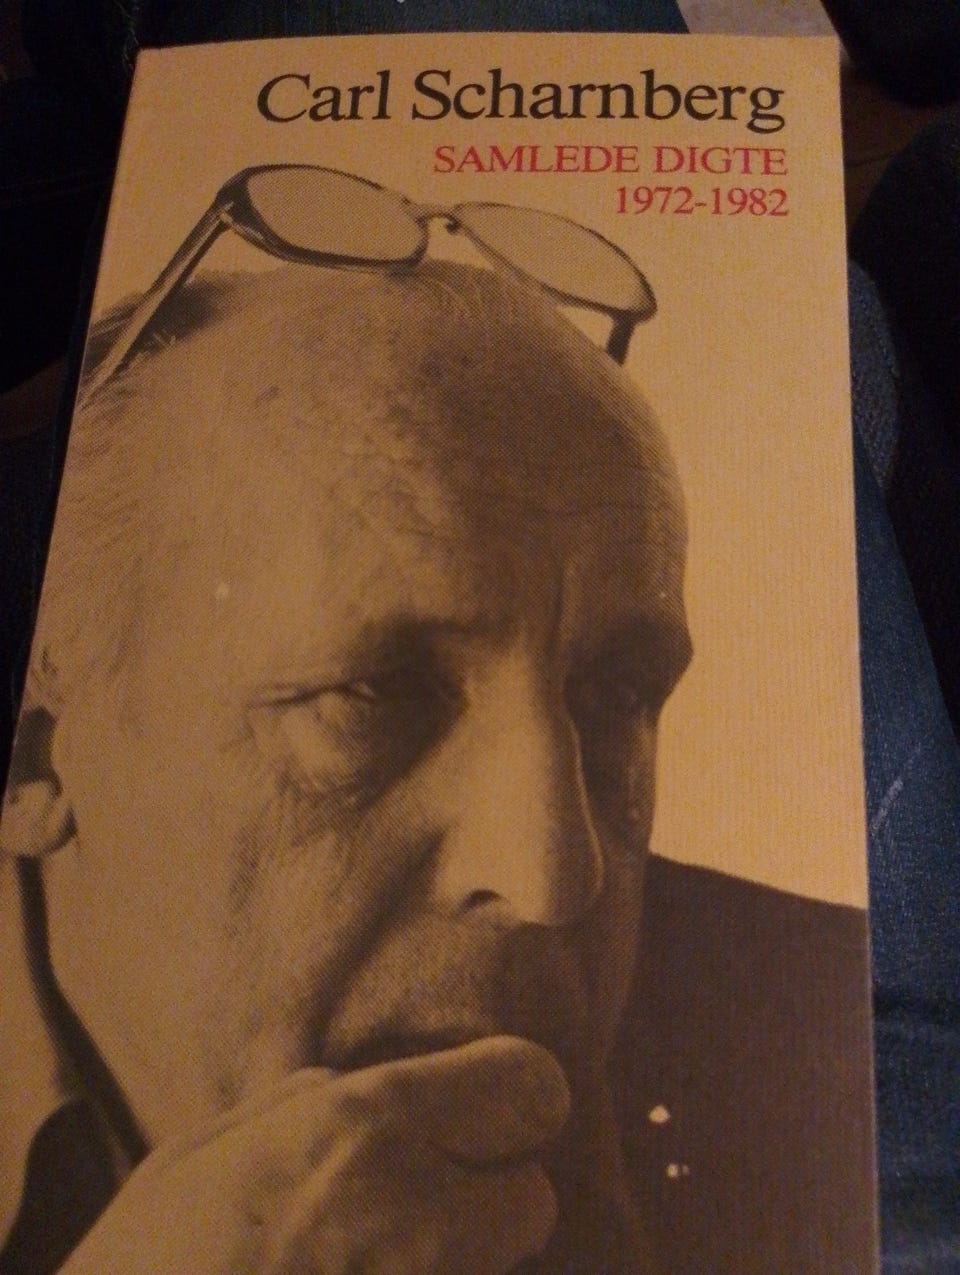 Carl Scharnberg
SAMLEDE DIGTE
1972-1982